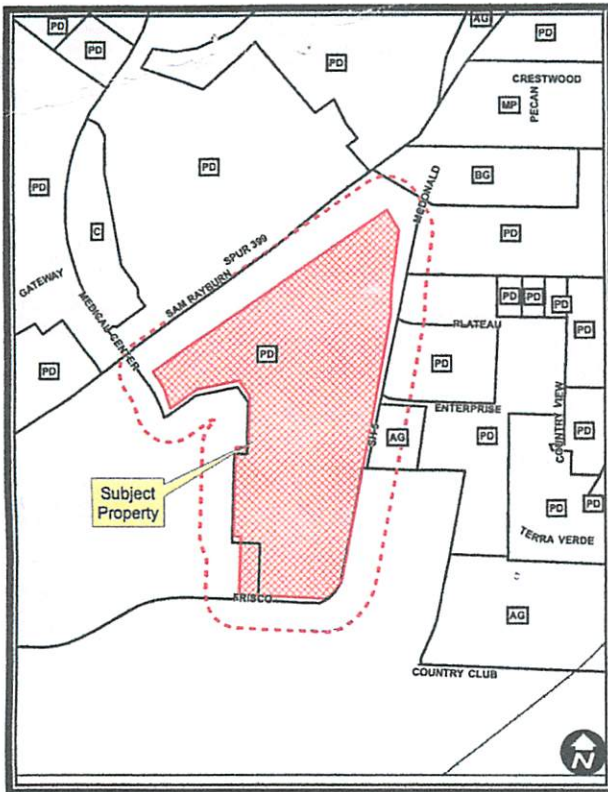 PD
PD
AG
PD
PD
CRESTWOOD
MP
PECAN
PD
PD
BG
C
MCDONALD
SPUR 399
SAM RAYBURN
PD
GATEWAY
MEDICAL CENTER
PD
PD
PD
PLATEAU
PD
PD
PD
PD
PD
ENTERPRISE
COUNTRY VIEW
SH 5
AG
PD
PD
Subject
Property
PD
PD
TERRA VERDE
FRISCO
AG
COUNTRY CLUB
N